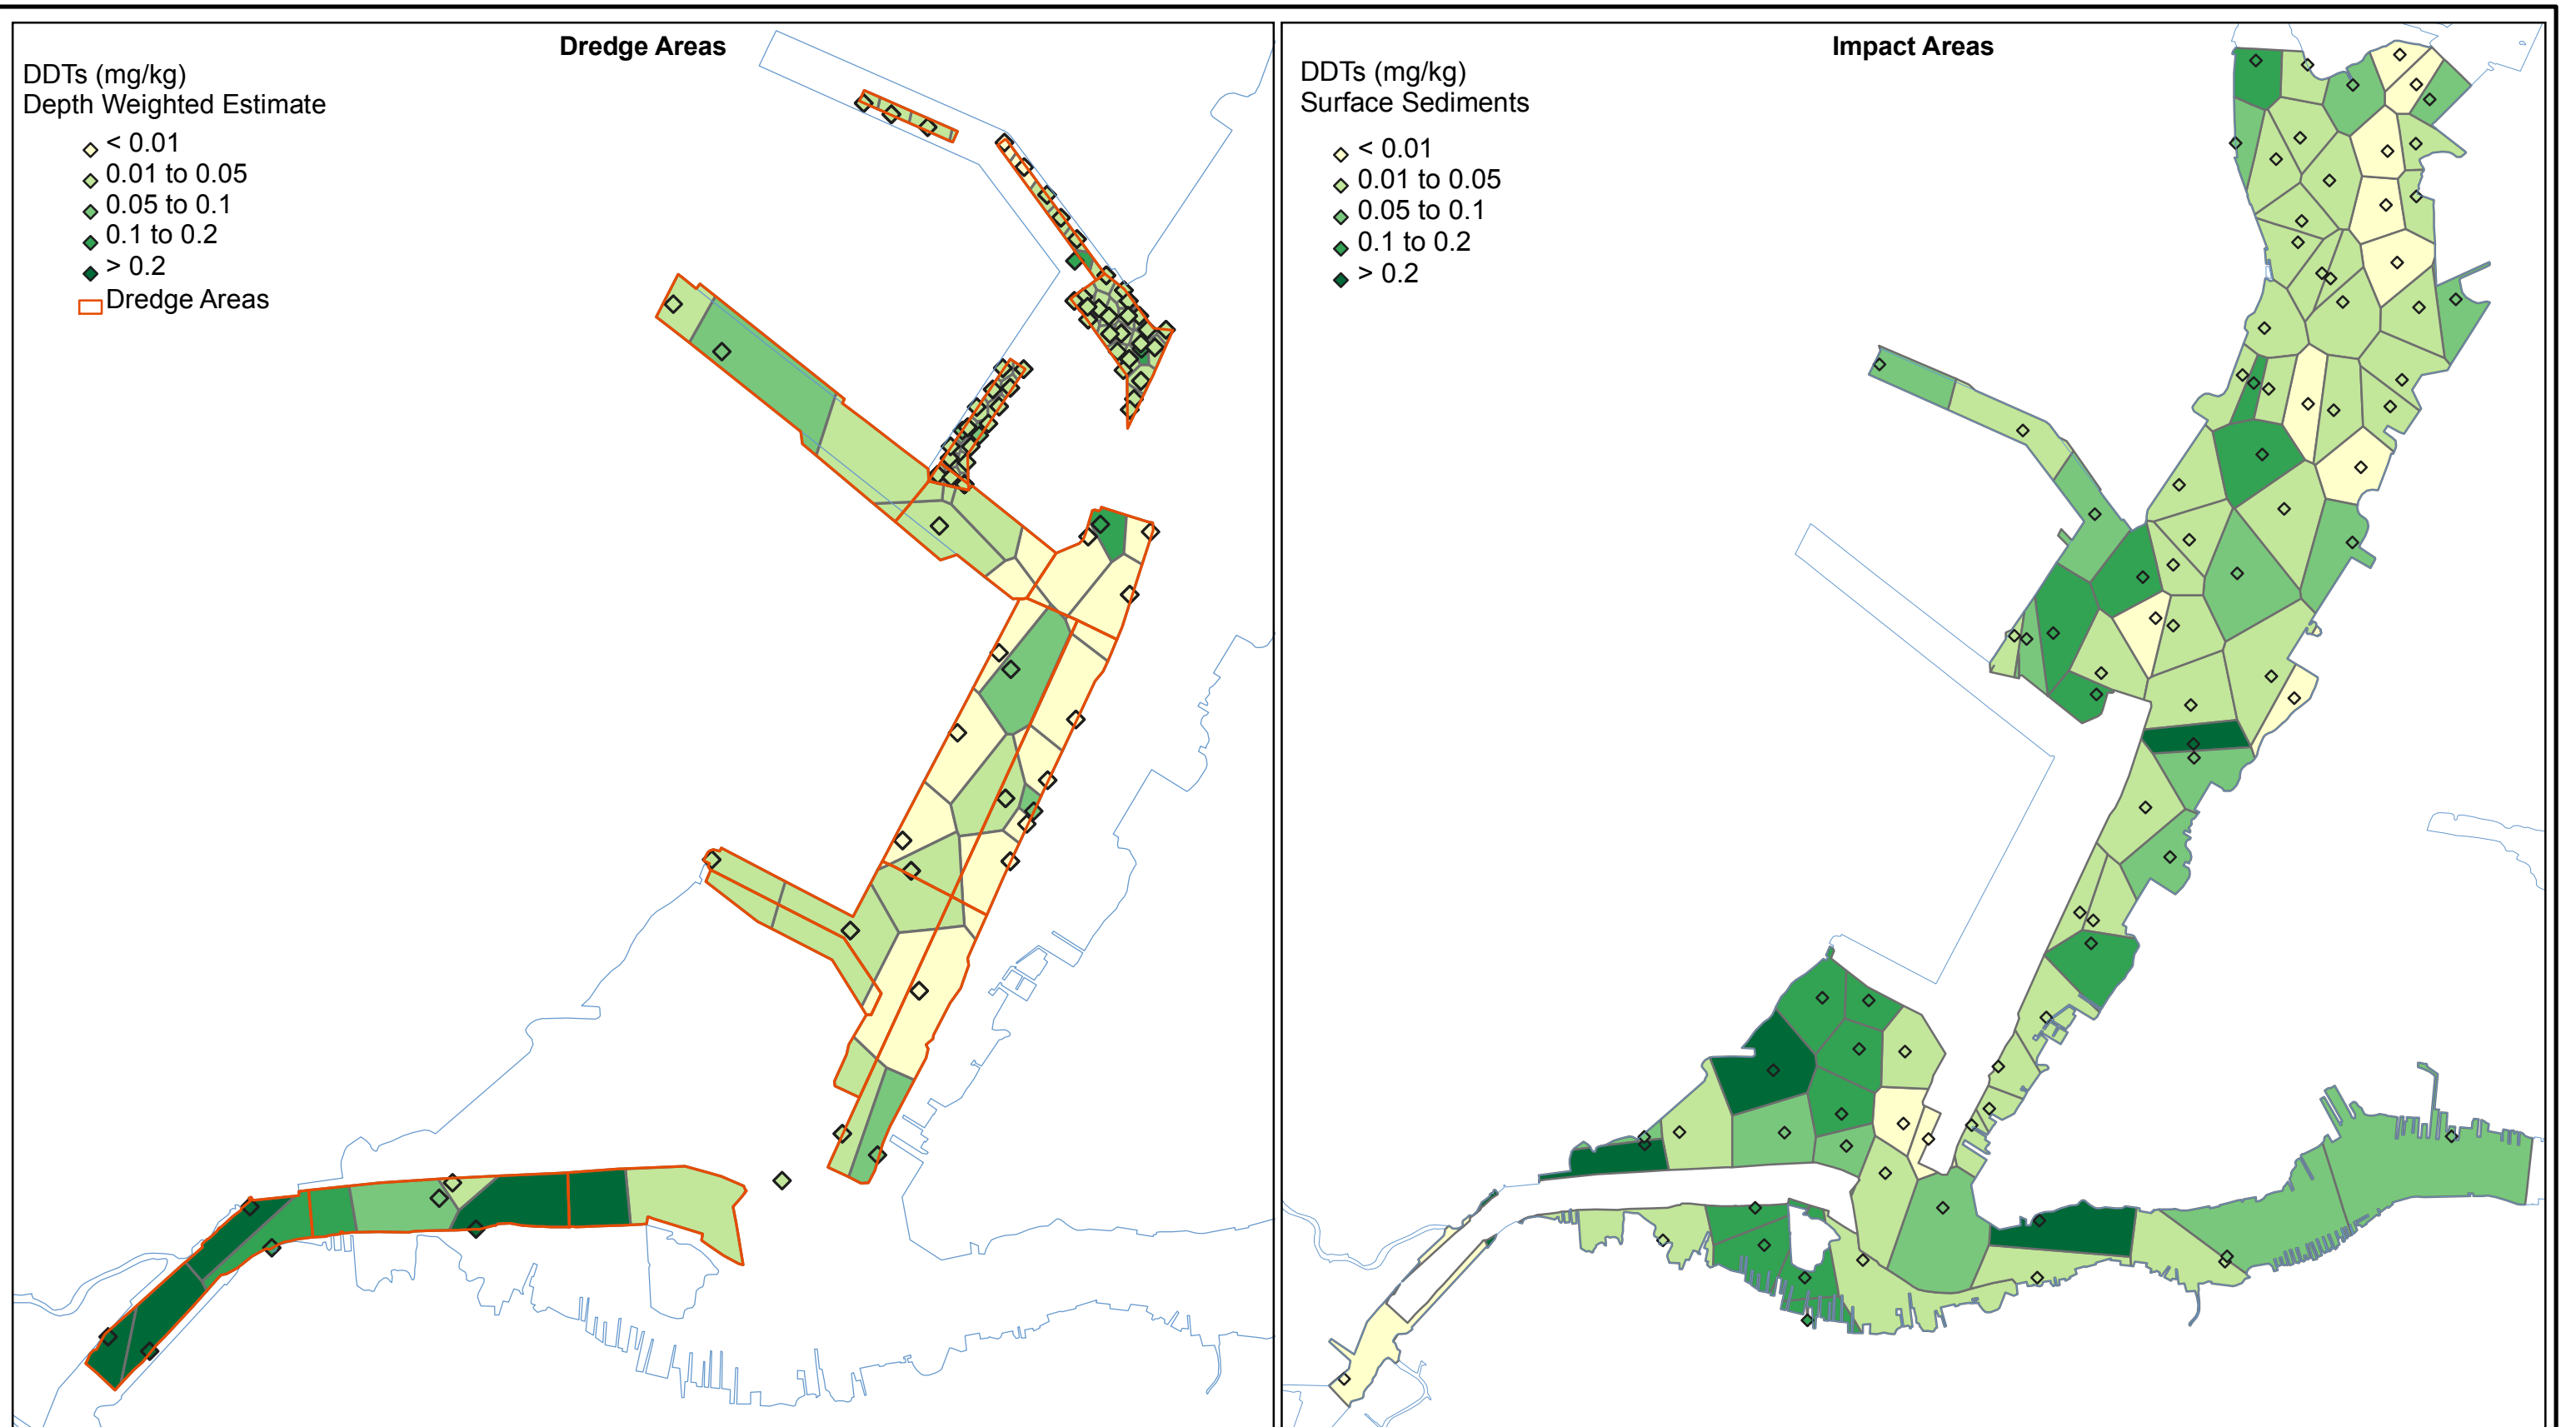 Dredge Areas
DDTs (mg/kg)
Depth Weighted Estimate
< 0.01
0.01 to 0.05
0.05 to 0.1
0.1 to 0.2
> 0.2
Dredge Areas
Impact Areas
DDTs (mg/kg)
Surface Sediments
< 0.01
0.01 to 0.05
0.05 to 0.1
0.1 to 0.2
> 0.2